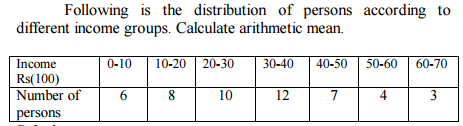 Following is the distribution of persons according to
different income groups. Calculate arithmetic mean.
Income Rs(100) 0-10 10-20 20-30 30-40 40-50 50-60 60-70
Number of persons 6 8 10 12 7 4 3